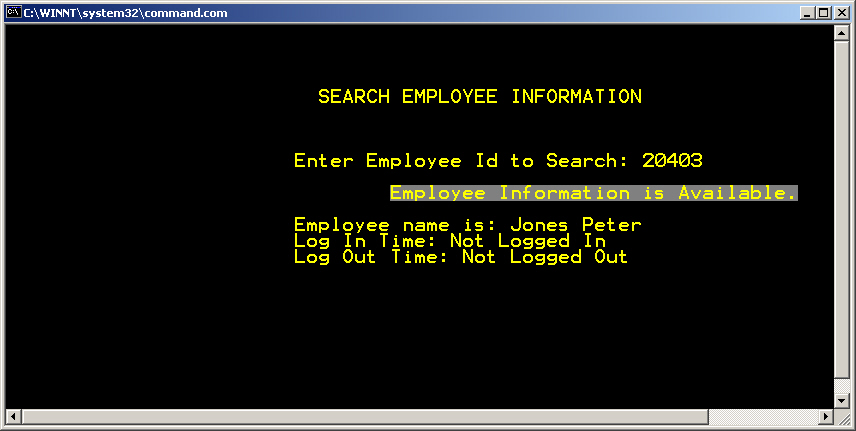 C:\WINNT\system32\command.com
SEARCH EMPLOYEE INFORMATION
Enter Employee Id to Search: 20403
Employee Information is Available.
Employee name is: Jones Peter
Log In Time: Not Logged In
Log Out Time: Not Logged Out